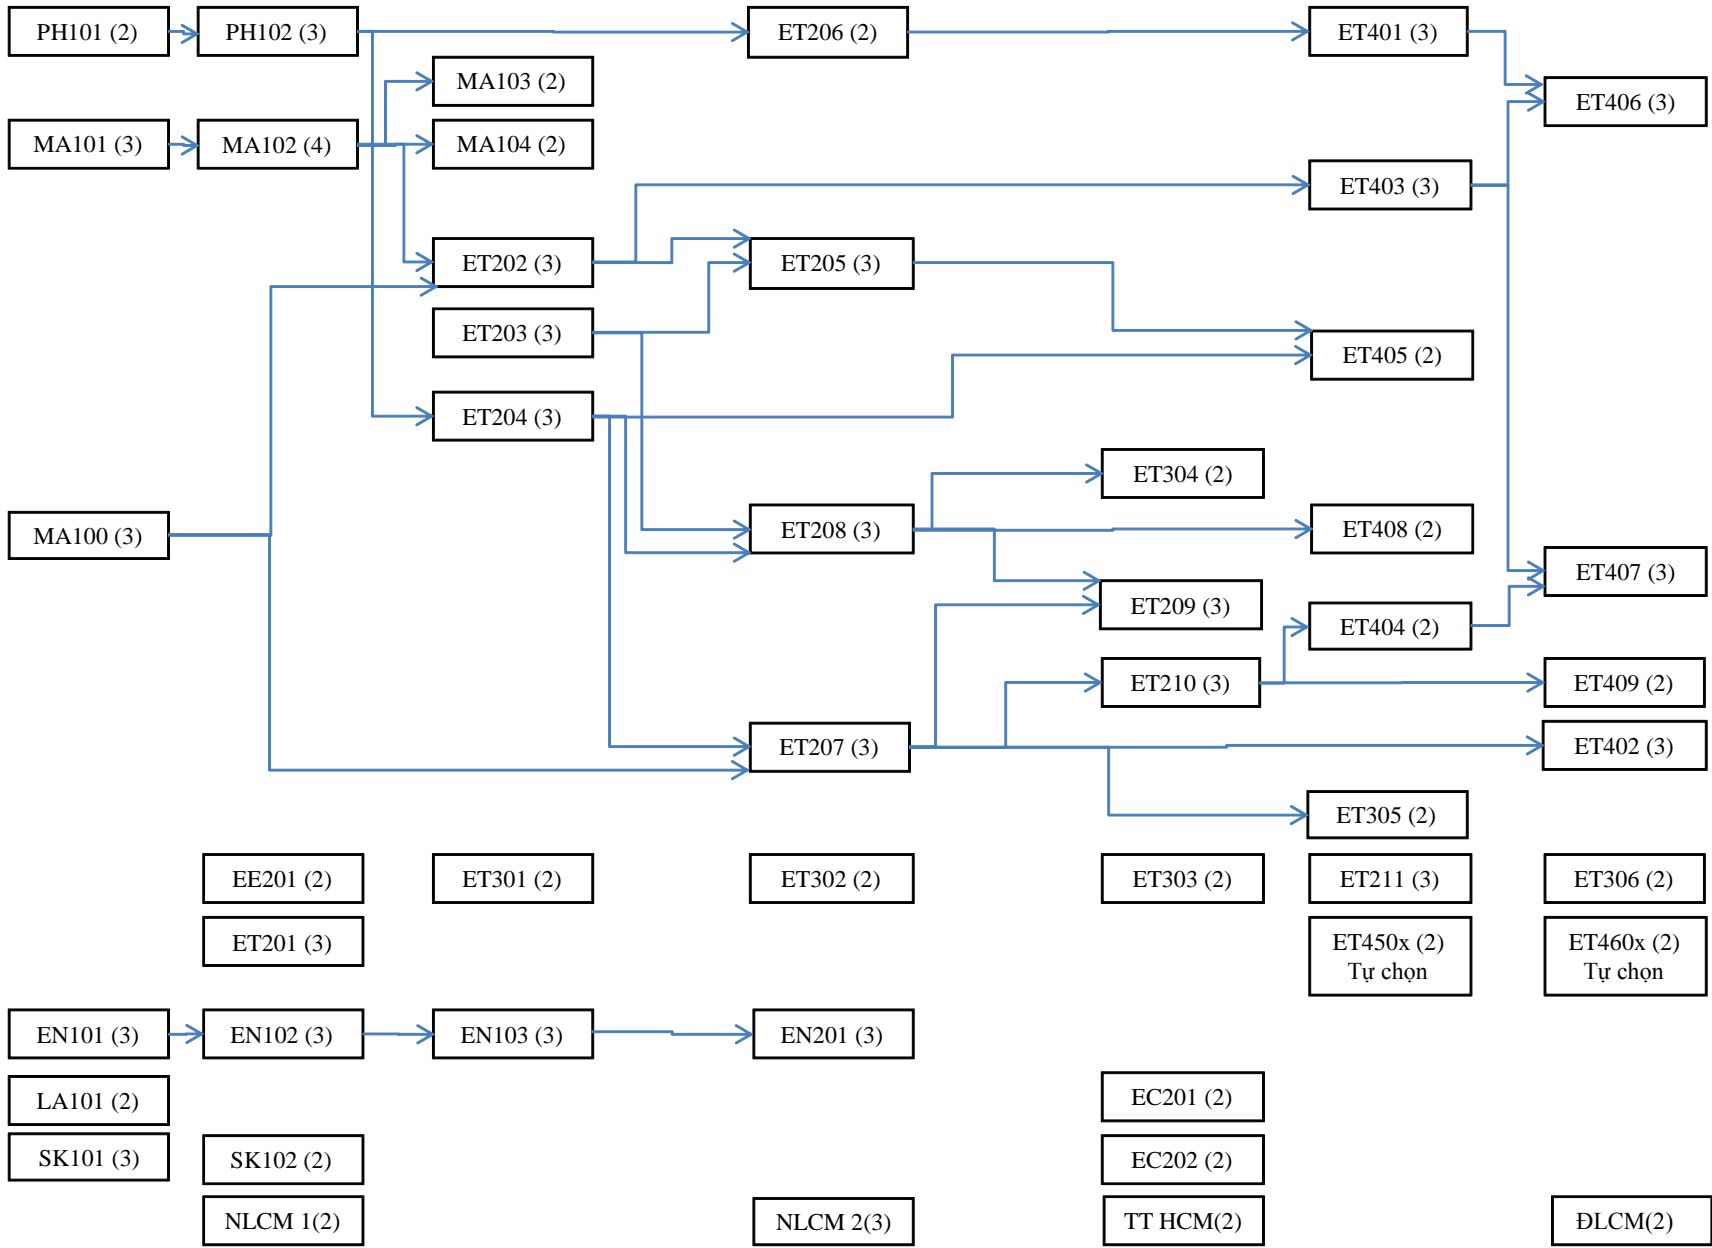 PH101 (2)
PH102 (3)
ET206 (2)
ET401 (3)
MA103 (2)
ET406 (3)
MA101 (3)
MA102 (4)
MA104 (2)
ET403 (3)
ET202 (3)
ET205 (3)
ET203 (3)
ET405 (2)
ET204 (3)
ET304 (2)
MA100 (3)
ET208 (3)
ET408 (2)
ET407 (3)
ET209 (3)
ET404 (2)
ET210 (3)
ET409 (2)
ET207 (3)
ET402 (3)
ET305 (2)
EE201 (2)
ET301 (2)
ET302 (2)
ET303 (2)
ET211 (3)
ET306 (2)
ET201 (3)
ET450x (2)
Tự chọn
ET460x (2)
Tự chọn
EN101 (3)
EN102 (3)
EN103 (3)
EN201 (3)
LA101 (2)
EC201 (2)
SK101 (3)
SK102 (2)
EC202 (2)
NLCM 1(2)
NLCM 2(3)
TT HCM(2)
ĐLCM(2)